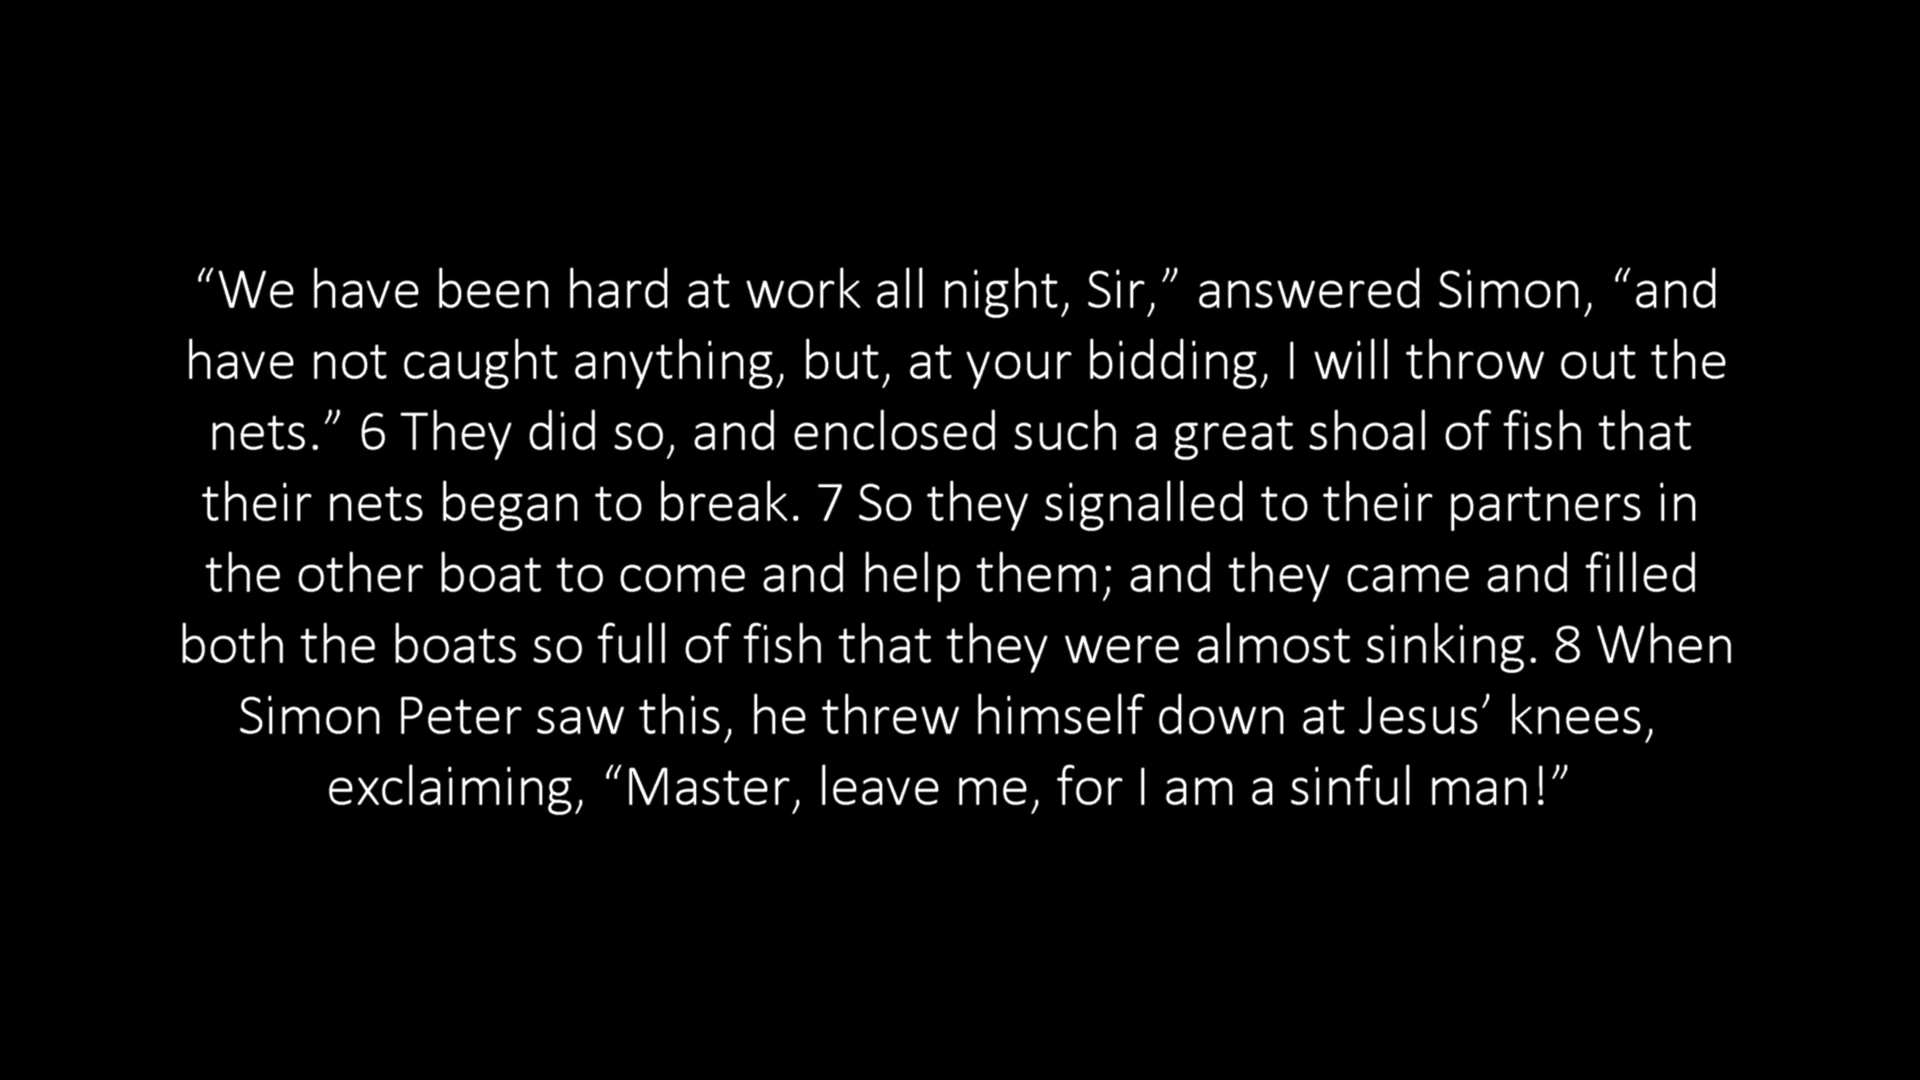 “We have been hard at work all night, Sir,” answered Simon, “and
have not caught anything, but, at your bidding, I will throw out the
nets.” 6 They did so, and enclosed such a great shoal of fish that
their nets began to break. 7 So they signalled to their partners in
the other boat to come and help them; and they came and filled
both the boats so full of fish that they were almost sinking. 8 When
Simon Peter saw this, he threw himself down at Jesus’ knees,
exclaiming, “Master, leave me, for I am a sinful man!”